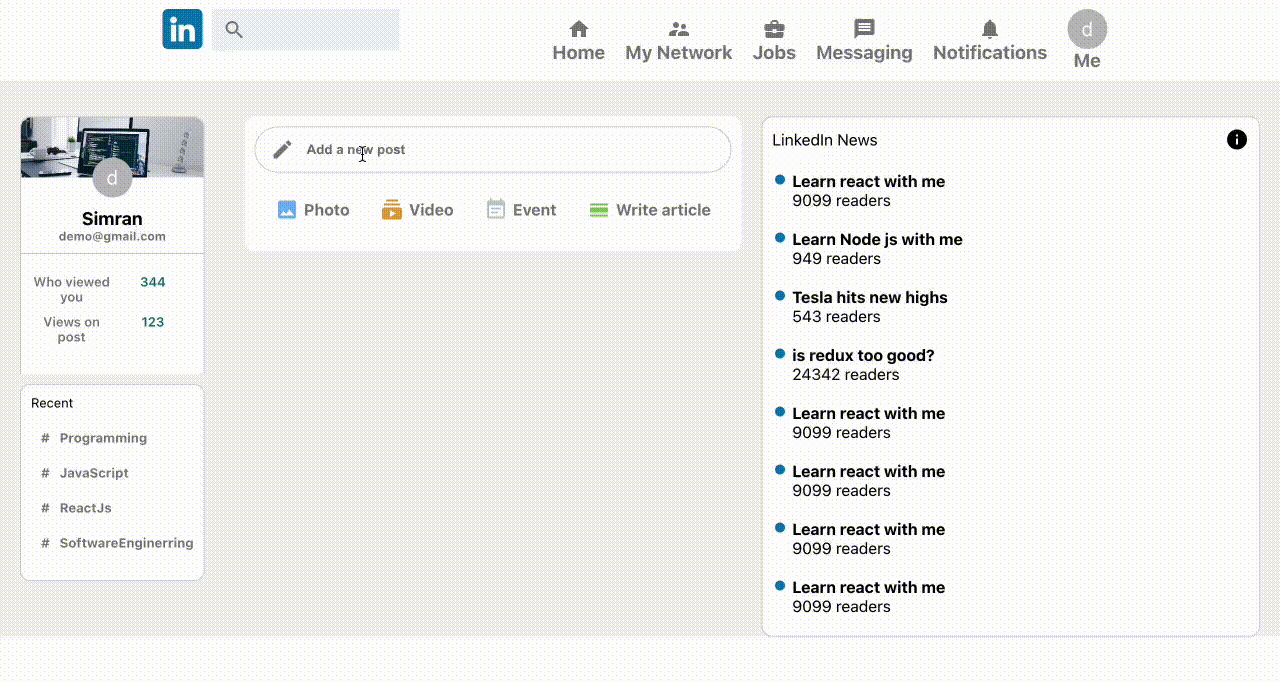 in
Home
My Network
Jobs
Messaging
Notifications
d
Me
d
Simran
demo@gmail.com
Who viewed you 344
Views on post 123
Recent
# Programming
# JavaScript
# ReactJs
# SoftwareEnginerring
Add a new post
Photo
Video
Event
Write article
LinkedIn News
Learn react with me
9099 readers
Learn Node js with me
949 readers
Tesla hits new highs
543 readers
is redux too good?
24342 readers
Learn react with me
9099 readers
Learn react with me
9099 readers
Learn react with me
9099 readers
Learn react with me
9099 readers